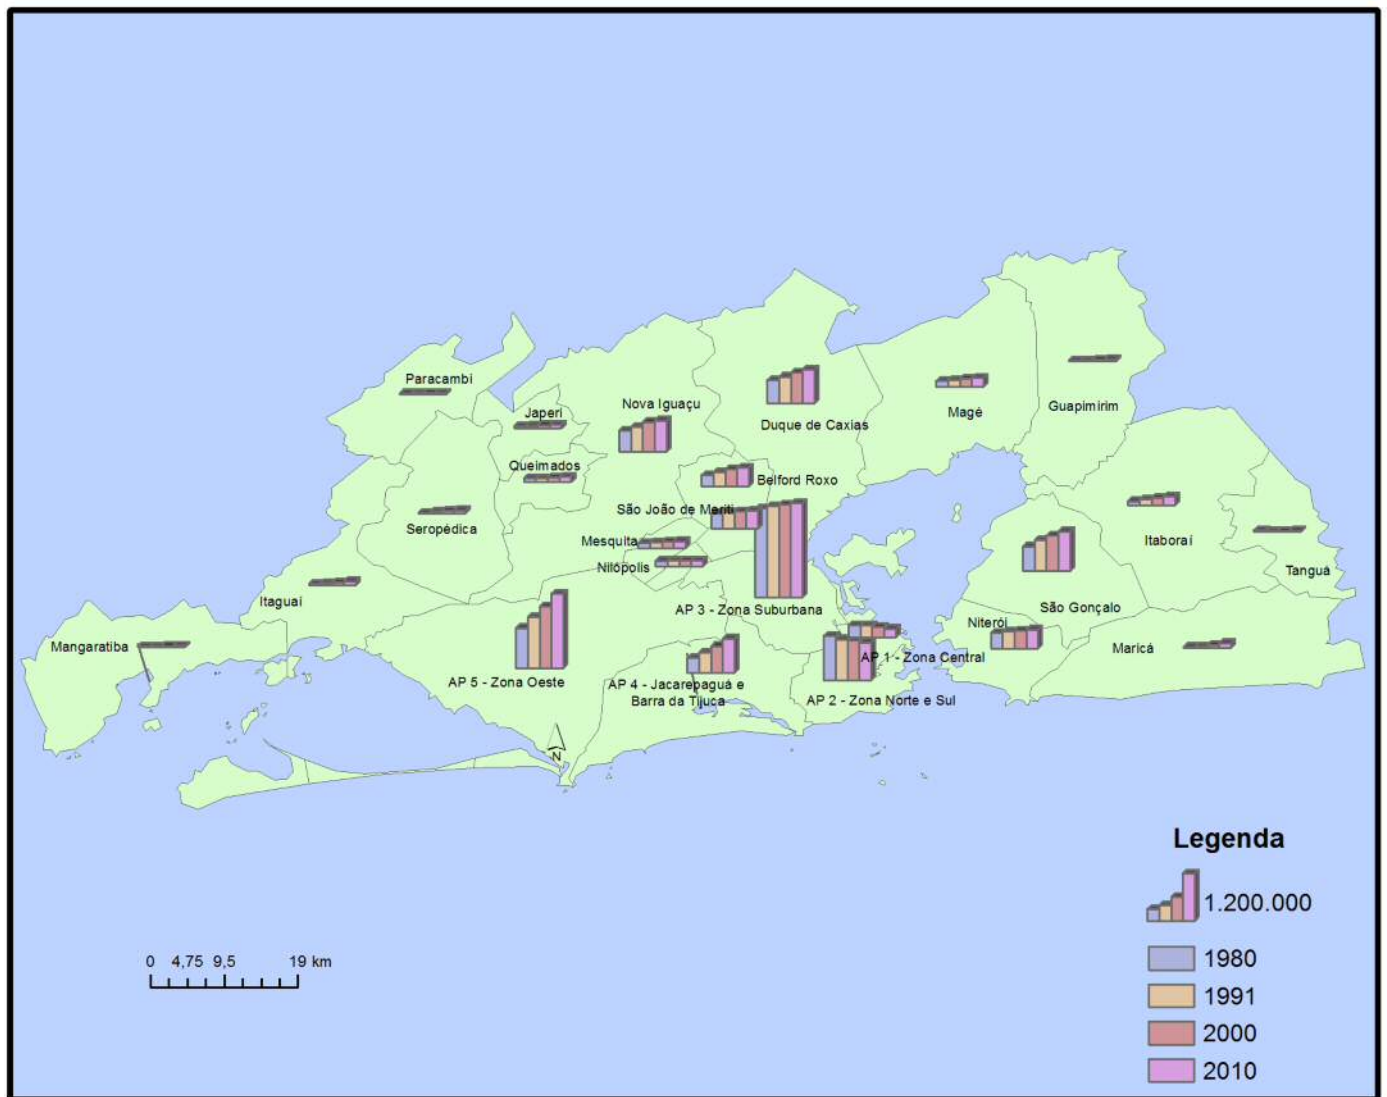 Paracambi
Japeri
Nova Iguaçu
Duque de Caxias
Magé
Guapimirim
Queimados
Belford Roxo
Seropédica
São João de Meriti
Mesquita
Nilópolis
Itaboraí
Tanguá
Itaguaí
AP 3 - Zona Suburbana
São Gonçalo
Niterói
Mangaratiba
Maricá
AP 1 - Zona Central
AP 5 - Zona Oeste
AP 4 - Jacarepaguá e
Barra da Tijuca
AP 2 - Zona Norte e Sul
N
Legenda
1.200.000
1980
1991
2000
2010
0 4,75 9,5 19 km